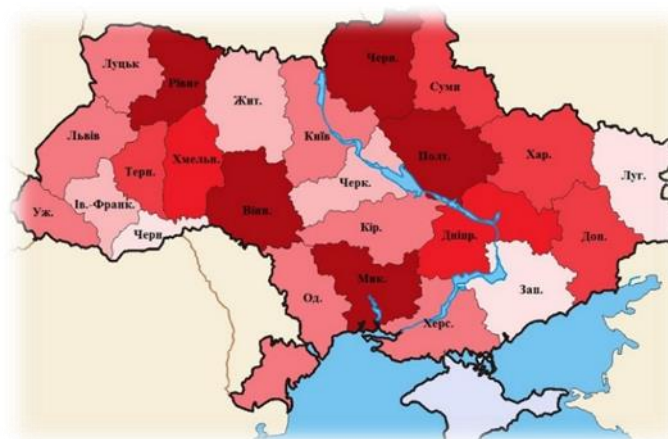 Луцьк
Рівне
Жит.
Київ
Черн.
Суми
Львів
Терн.
Хмельн.
Вінн.
Черк.
Полт.
Хар.
Луг.
Уж.
Ів.-Франк.
Черн.
Кір.
Дніпр.
Дон.
Од.
Мик.
Херс.
Зап.